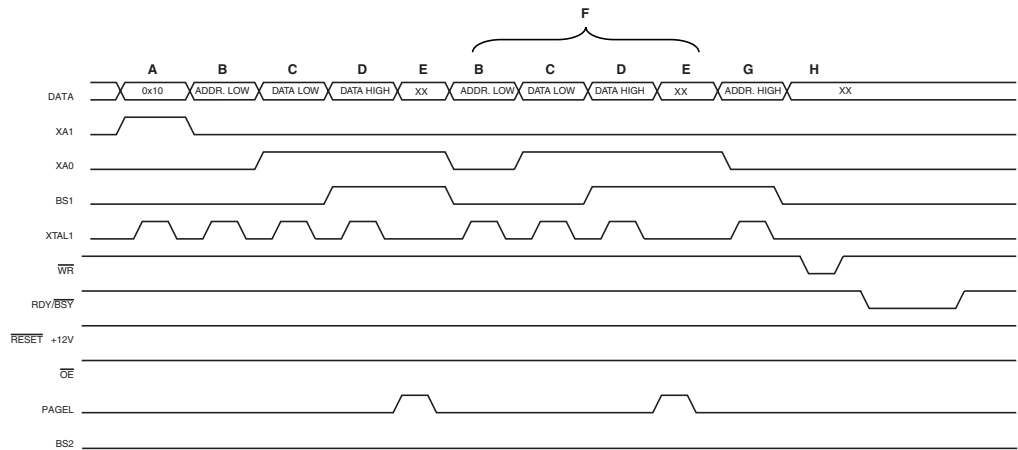 F
A B C D E B C D E G H
DATA 0x10 ADDR. LOW DATA LOW DATA HIGH XX ADDR. LOW DATA LOW DATA HIGH XX ADDR. HIGH XX
XA1
XA0
BS1
XTAL1
WR
RDY/BSY
RESET +12V
OE
PAGEL
BS2